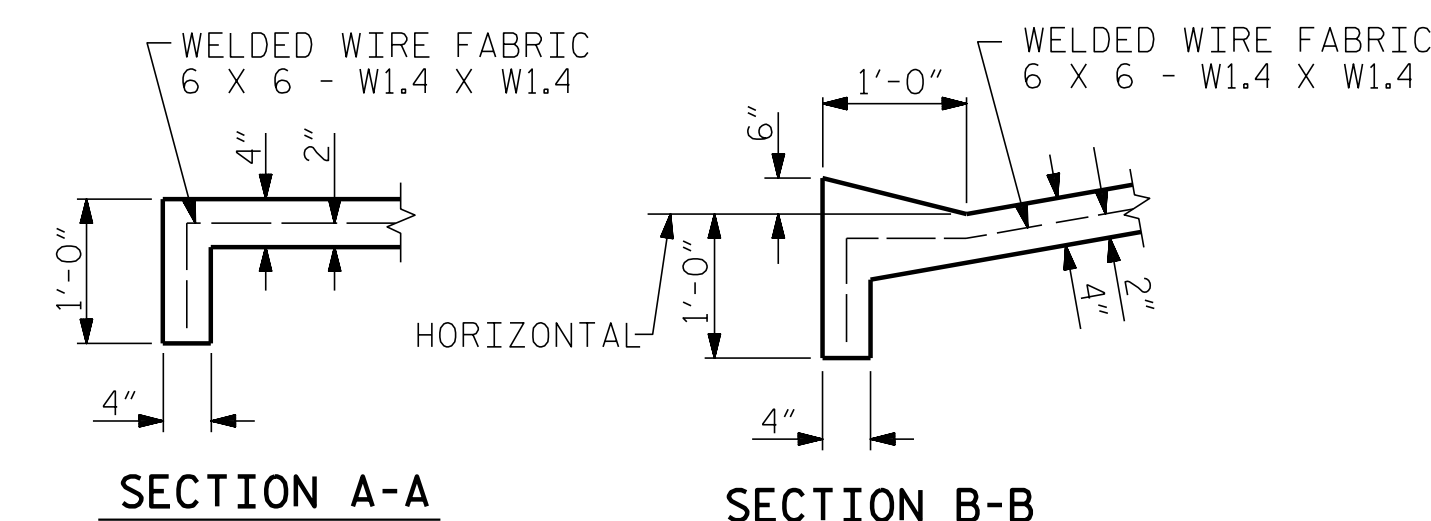 WELDED WIRE FABRIC
6 X 6 - W1.4 X W1.4
4"
2"
1'-0"
4"
SECTION A-A
WELDED WIRE FABRIC
6 X 6 - W1.4 X W1.4
1'-0"
6"
1'-0"
HORIZONTAL
4"
2"
4"
SECTION B-B